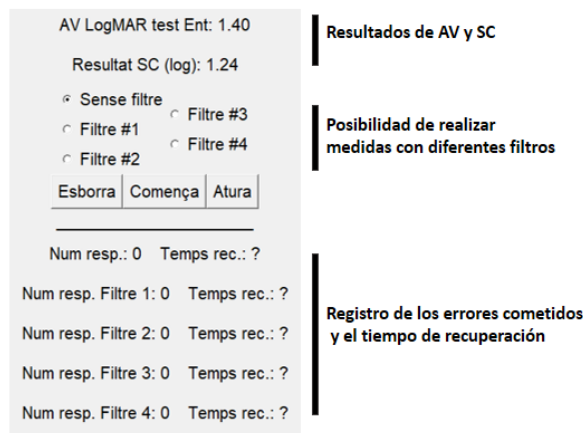 AV LogMAR test Ent: 1.40
Resultat SC (log): 1.24
Resultados de AV y SC
Sense filtre
Filtre #1
Filtre #2
Filtre #3
Filtre #4
Posibilidad de realizar
medidas con diferentes filtros
Esborra Comença Atura
Num resp.: 0 Temps rec.: ?
Num resp. Filtre 1: 0 Temps rec.: ?
Num resp. Filtre 2: 0 Temps rec.: ?
Num resp. Filtre 3: 0 Temps rec.: ?
Num resp. Filtre 4: 0 Temps rec.: ?
Registro de los errores cometidos
y el tiempo de recuperación